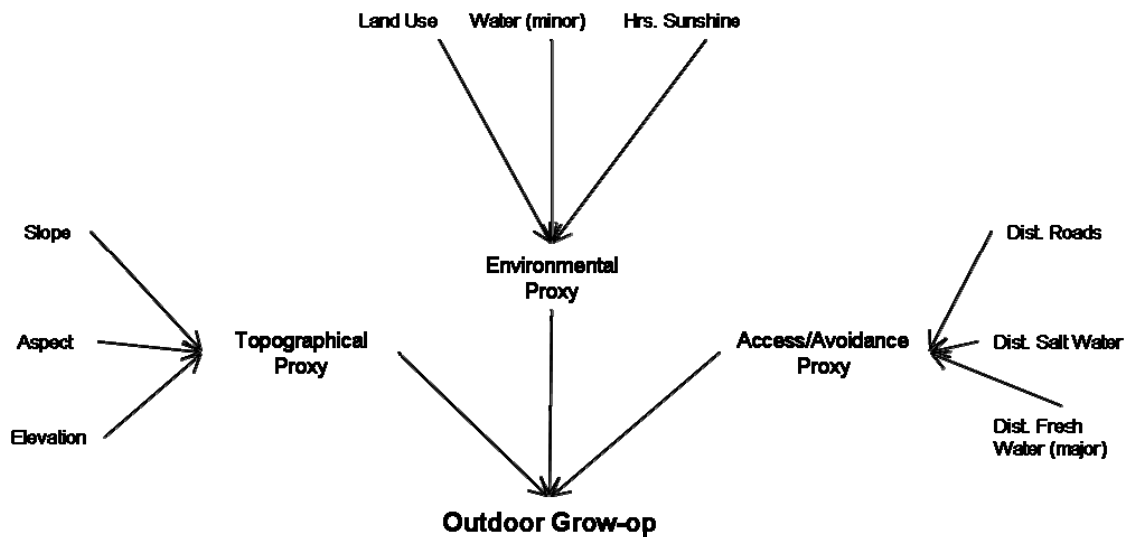 Land Use
Water (minor)
Hrs. Sunshine
Slope
Dist. Roads
Environmental
Proxy
Aspect
Topographical
Proxy
Access/Avoidance
Proxy
Dist. Salt Water
Elevation
Dist. Fresh
Water (major)
Outdoor Grow-op